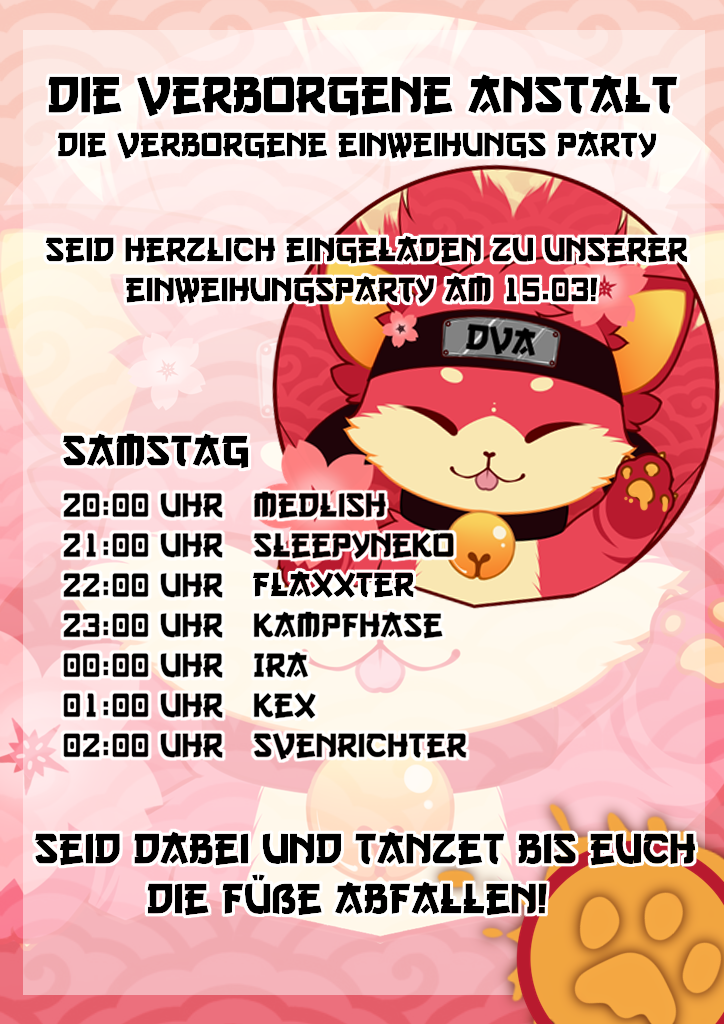 DIE VERBORGENE ANSTALT
DIE VERBORGENE EINWEIHUNGS PARTY
SEID HERZLICH EINGELADEN ZU UNSERER
EINWEIHUNGSPARTY AM 15.03!
DVA
SAMSTAG
20:00 UHR MEDLISH
21:00 UHR SLEEPYNEKO
22:00 UHR FLAXXTER
23:00 UHR KAMPFHASE
00:00 UHR IRA
01:00 UHR KEX
02:00 UHR SVENRICHTER
SEID DABEI UND TANZET BIS EUCH
DIE FÜßE ABFALLEN!